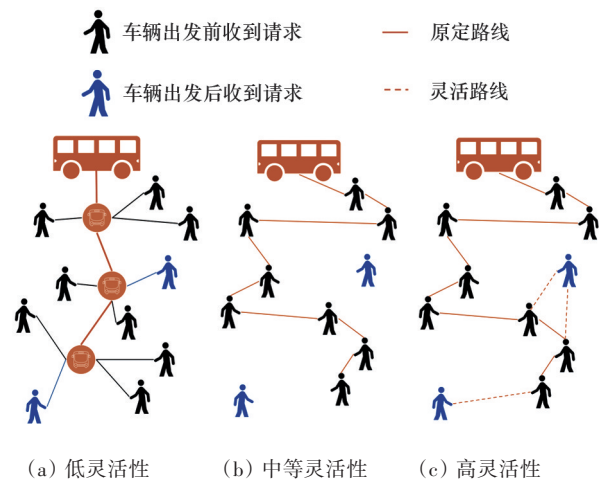 车辆出发前收到请求 原定路线
车辆出发后收到请求 灵活路线
(a) 低灵活性 (b) 中等灵活性 (c) 高灵活性